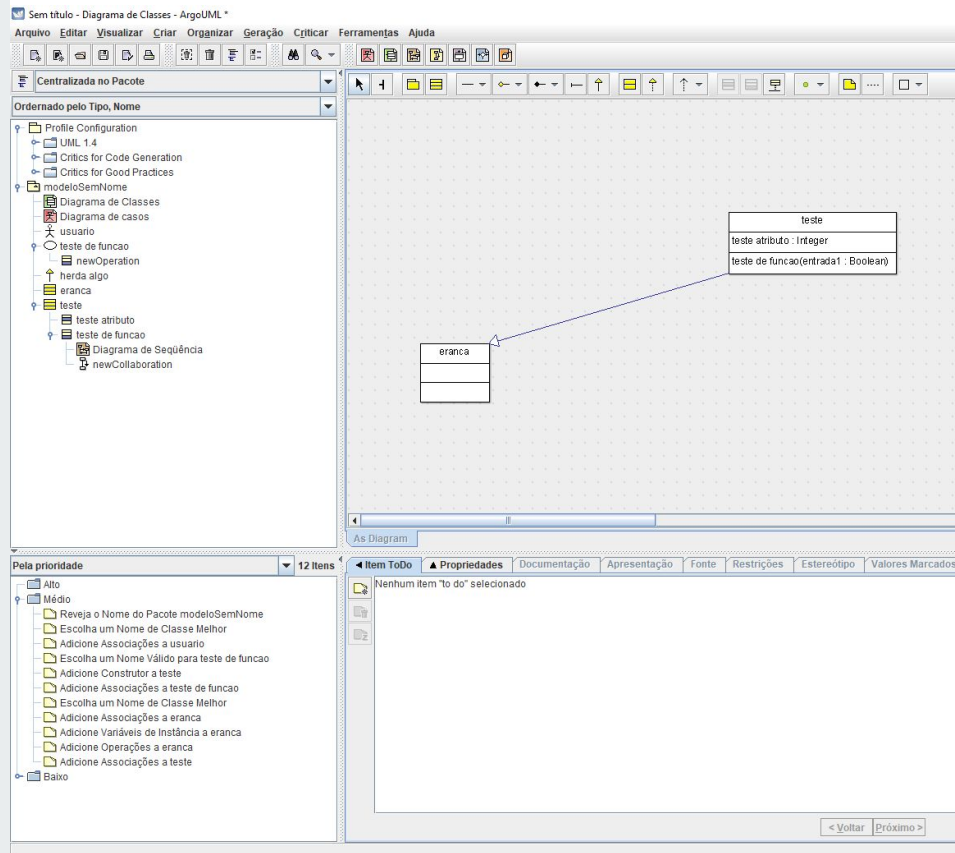 Sem título - Diagrama de Classes - ArgoUML *
Arquivo Editar Visualizar Criar Organizar Geração Criticar Ferramentas Ajuda
Centralizada no Pacote
Ordernado pelo Tipo, Nome
Profile Configuration
UML 1.4
Critics for Code Generation
Critics for Good Practices
modeloSemNome
Diagrama de Classes
Diagrama de casos
usuario
teste de funcao
newOperation
herda algo
eranca
teste
teste atributo
teste de funcao
Diagrama de Seqüência
newCollaboration
teste
teste atributo : Integer
teste de funcao(entrada1 : Boolean)
eranca
As Diagram
Pela prioridade 12 Itens
Alto
Médio
Reveja o Nome do Pacote modeloSemNome
Escolha um Nome de Classe Melhor
Adicione Associações a usuario
Escolha um Nome Válido para teste de funcao
Adicione Construtor a teste
Adicione Associações a teste de funcao
Escolha um Nome de Classe Melhor
Adicione Associações a eranca
Adicione Variáveis de Instância a eranca
Adicione Operações a eranca
Adicione Associações a teste
Baixo
Item ToDo Propriedades Documentação Apresentação Fonte Restrições Estereótipo Valores Marcados
Nenhum item "to do" selecionado
< Voltar Próximo >